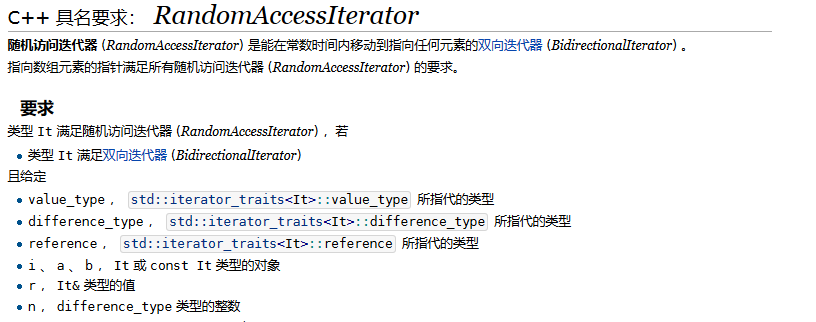 C++ 具名要求： RandomAccessIterator
随机访问迭代器 (RandomAccessIterator) 是能在常数时间内移动到指向任何元素的双向迭代器 (BidirectionalIterator) 。
指向数组元素的指针满足所有随机访问迭代器 (RandomAccessIterator) 的要求。
要求
类型 It 满足随机访问迭代器 (RandomAccessIterator) ，若
• 类型 It 满足双向迭代器 (BidirectionalIterator)
且给定
• value_type ， std::iterator_traits<It>::value_type 所指代的类型
• difference_type ， std::iterator_traits<It>::difference_type 所指代的类型
• reference ， std::iterator_traits<It>::reference 所指代的类型
• i 、 a 、 b ， It 或 const It 类型的对象
• r ， It& 类型的值
• n ， difference_type 类型的整数